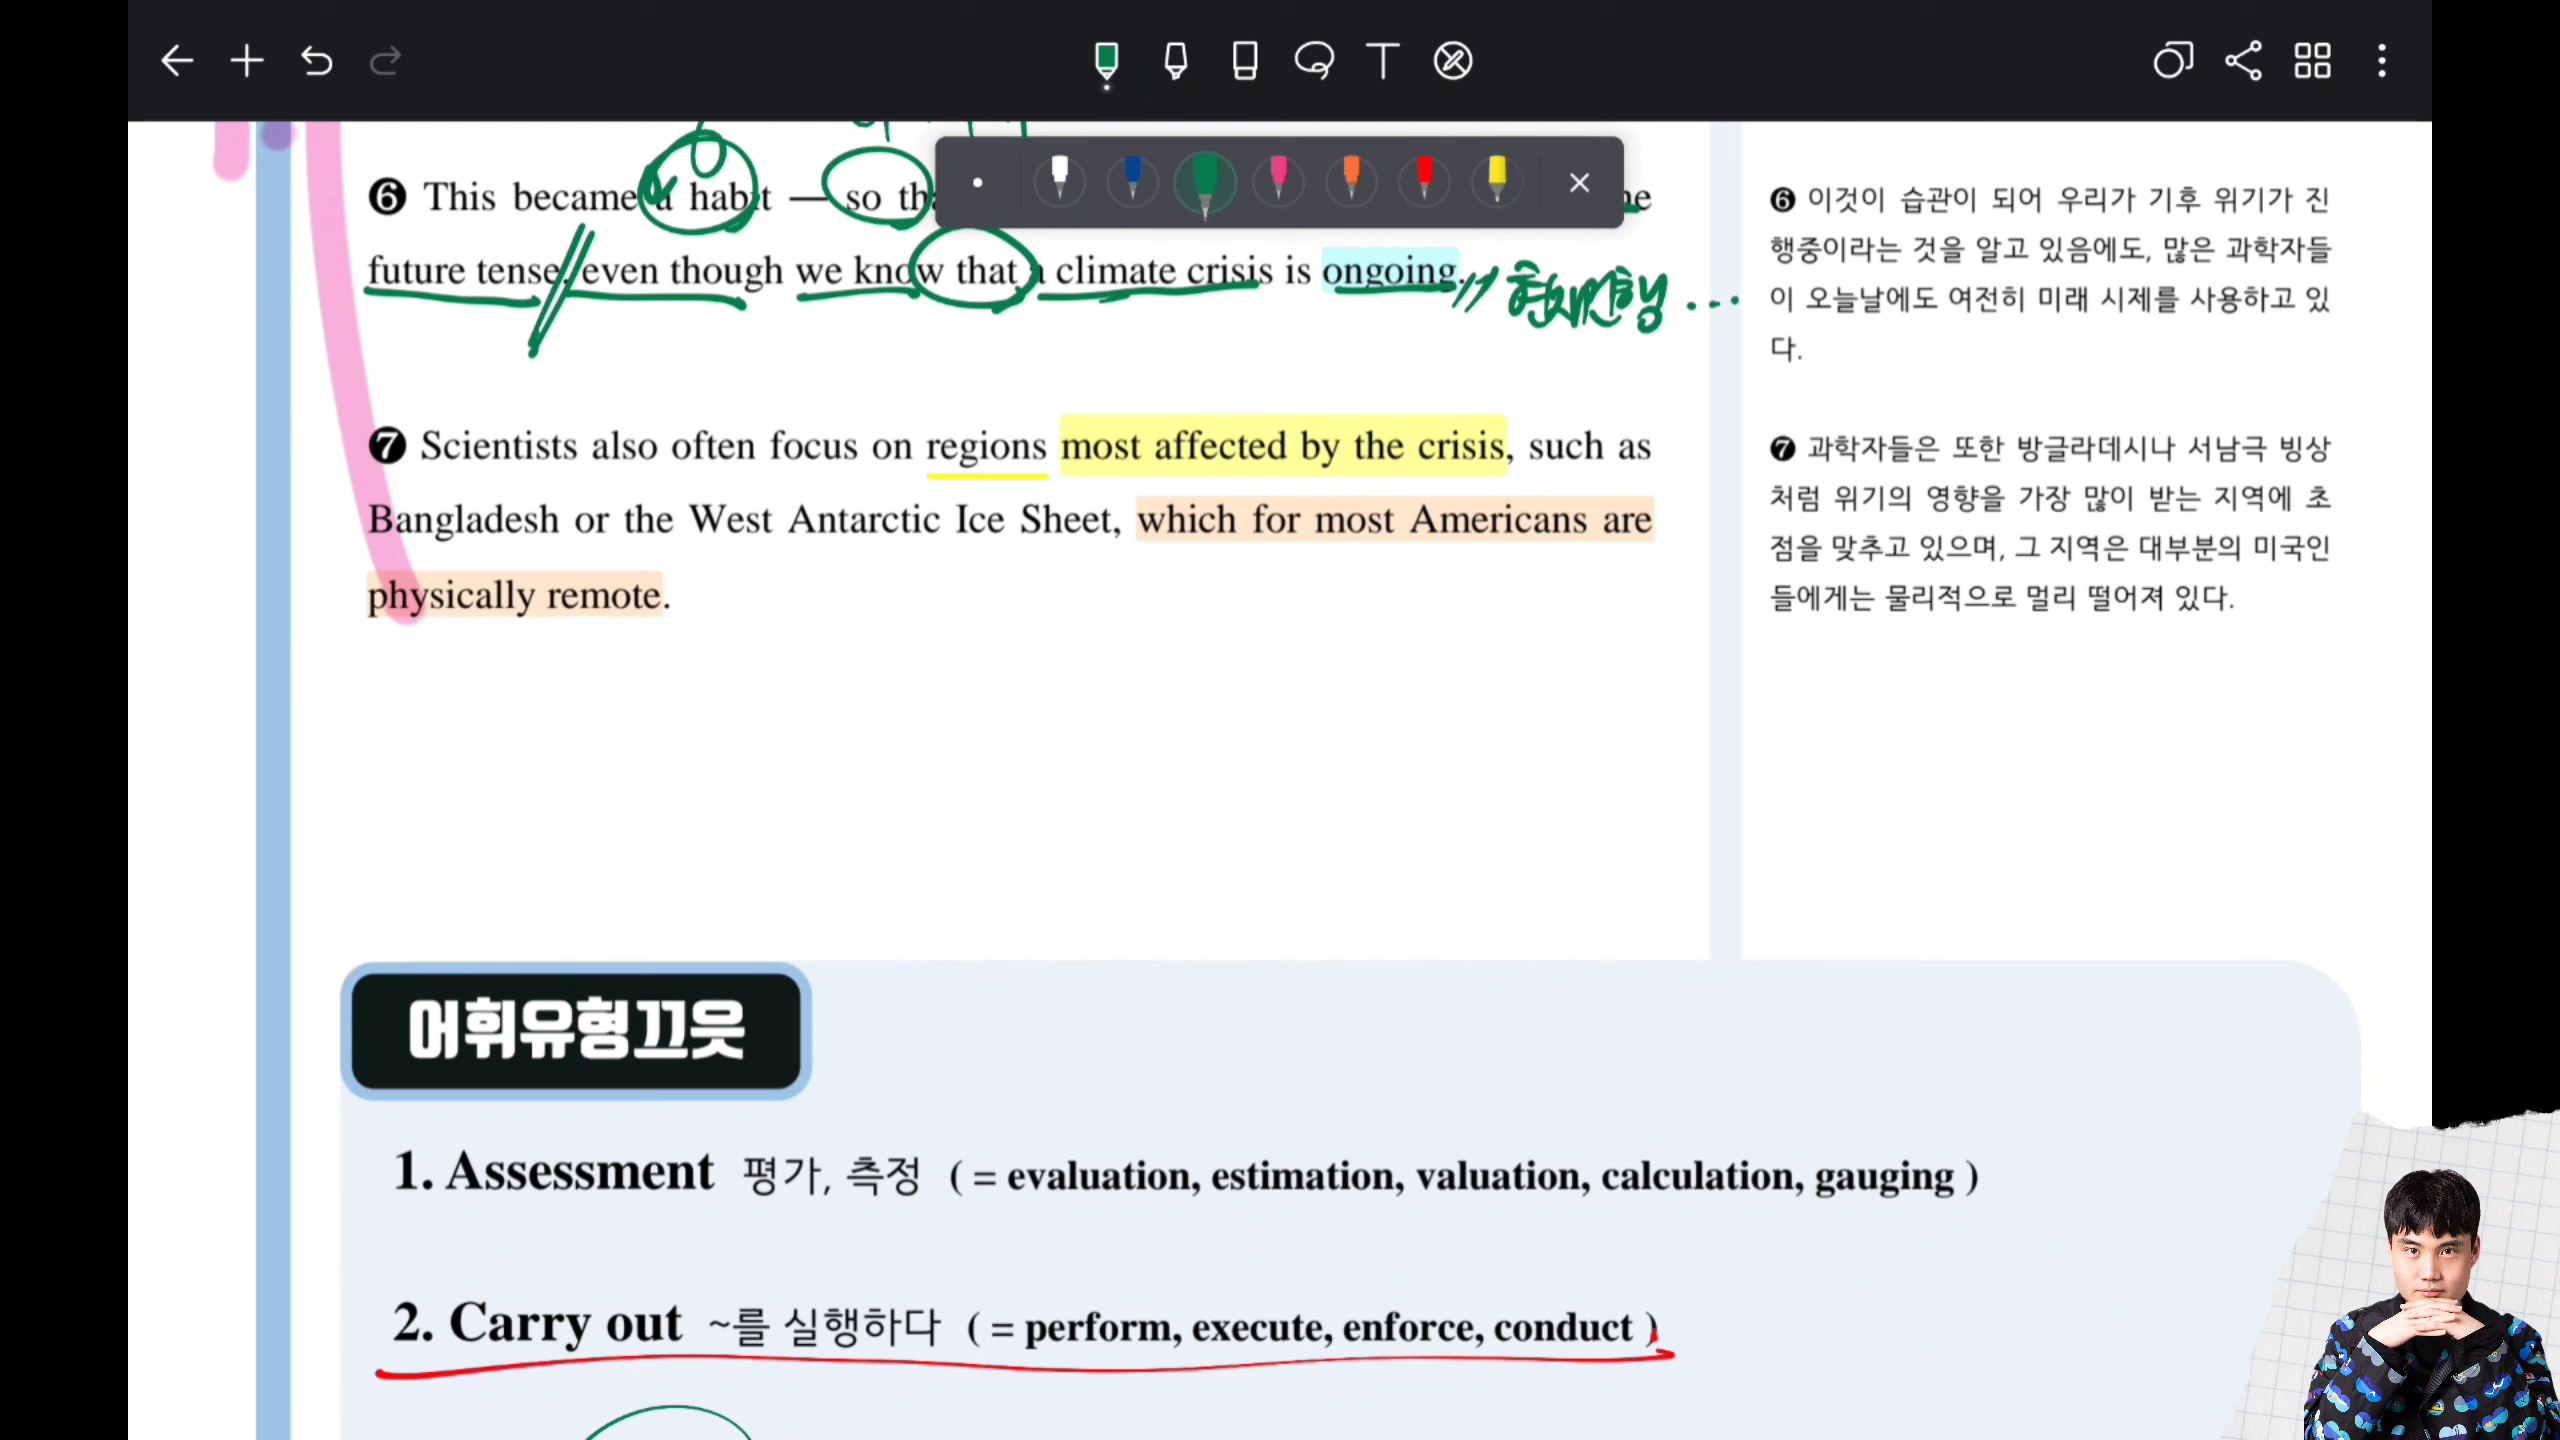 ❻ This became a habit — so th
he
future tense, even though we know that a climate crisis is ongoing.
현재진행 ...
❼ Scientists also often focus on regions most affected by the crisis, such as
Bangladesh or the West Antarctic Ice Sheet, which for most Americans are
physically remote.
❻ 이것이 습관이 되어 우리가 기후 위기가 진
행중이라는 것을 알고 있음에도, 많은 과학자들
이 오늘날에도 여전히 미래 시제를 사용하고 있
다.
❼ 과학자들은 또한 방글라데시나 서남극 빙상
처럼 위기의 영향을 가장 많이 받는 지역에 초
점을 맞추고 있으며, 그 지역은 대부분의 미국인
들에게는 물리적으로 멀리 떨어져 있다.
어휘유형끄읏
1. Assessment 평가, 측정 ( = evaluation, estimation, valuation, calculation, gauging )
2. Carry out ~를 실행하다 ( = perform, execute, enforce, conduct )